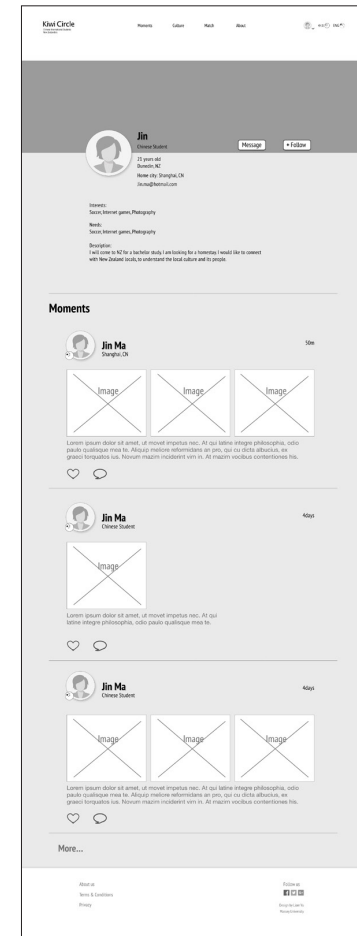 Kiwi Circle
Moments
Culture
Match
About
Jin
Chinese Student
Message
+ Follow
21 years old
Dunedin, NZ
Home city: Shanghai, CN
Jin.ma@hotmail.com
Interests:
Soccer, Internet games, Photography
Needs:
Soccer, Internet games, Photography
Description:
I will come to NZ for a bachelor study. I am looking for a homestay. I would like to connect
with New Zealand locals, to understand the local culture and its people.
Moments
Jin Ma
50m
Shanghai, CN
Image
Image
Image
Lorem ipsum dolor sit amet, ut movet impetus nec. At qui latine integre philosophia, odio
paulo qualisque mea te. Aliquip meliore reformidans an pro, qui cu dicta albucius, ex
graeci torquatos ius. Novum mazim inciderint vim in. At mazim vocibus contentiones his.
Jin Ma
4days
Chinese Student
Image
Lorem ipsum dolor sit amet, ut movet impetus nec. At qui
latine integre philosophia, odio paulo qualisque mea te.
Jin Ma
4days
Chinese Student
Image
Image
Image
Lorem ipsum dolor sit amet, ut movet impetus nec. At qui latine integre philosophia, odio
paulo qualisque mea te. Aliquip meliore reformidans an pro, qui cu dicta albucius, ex
graeci torquatos ius. Novum mazim inciderint vim in. At mazim vocibus contentiones his.
More...
About us
Terms & Conditions
Privacy
Follow us
Massey University